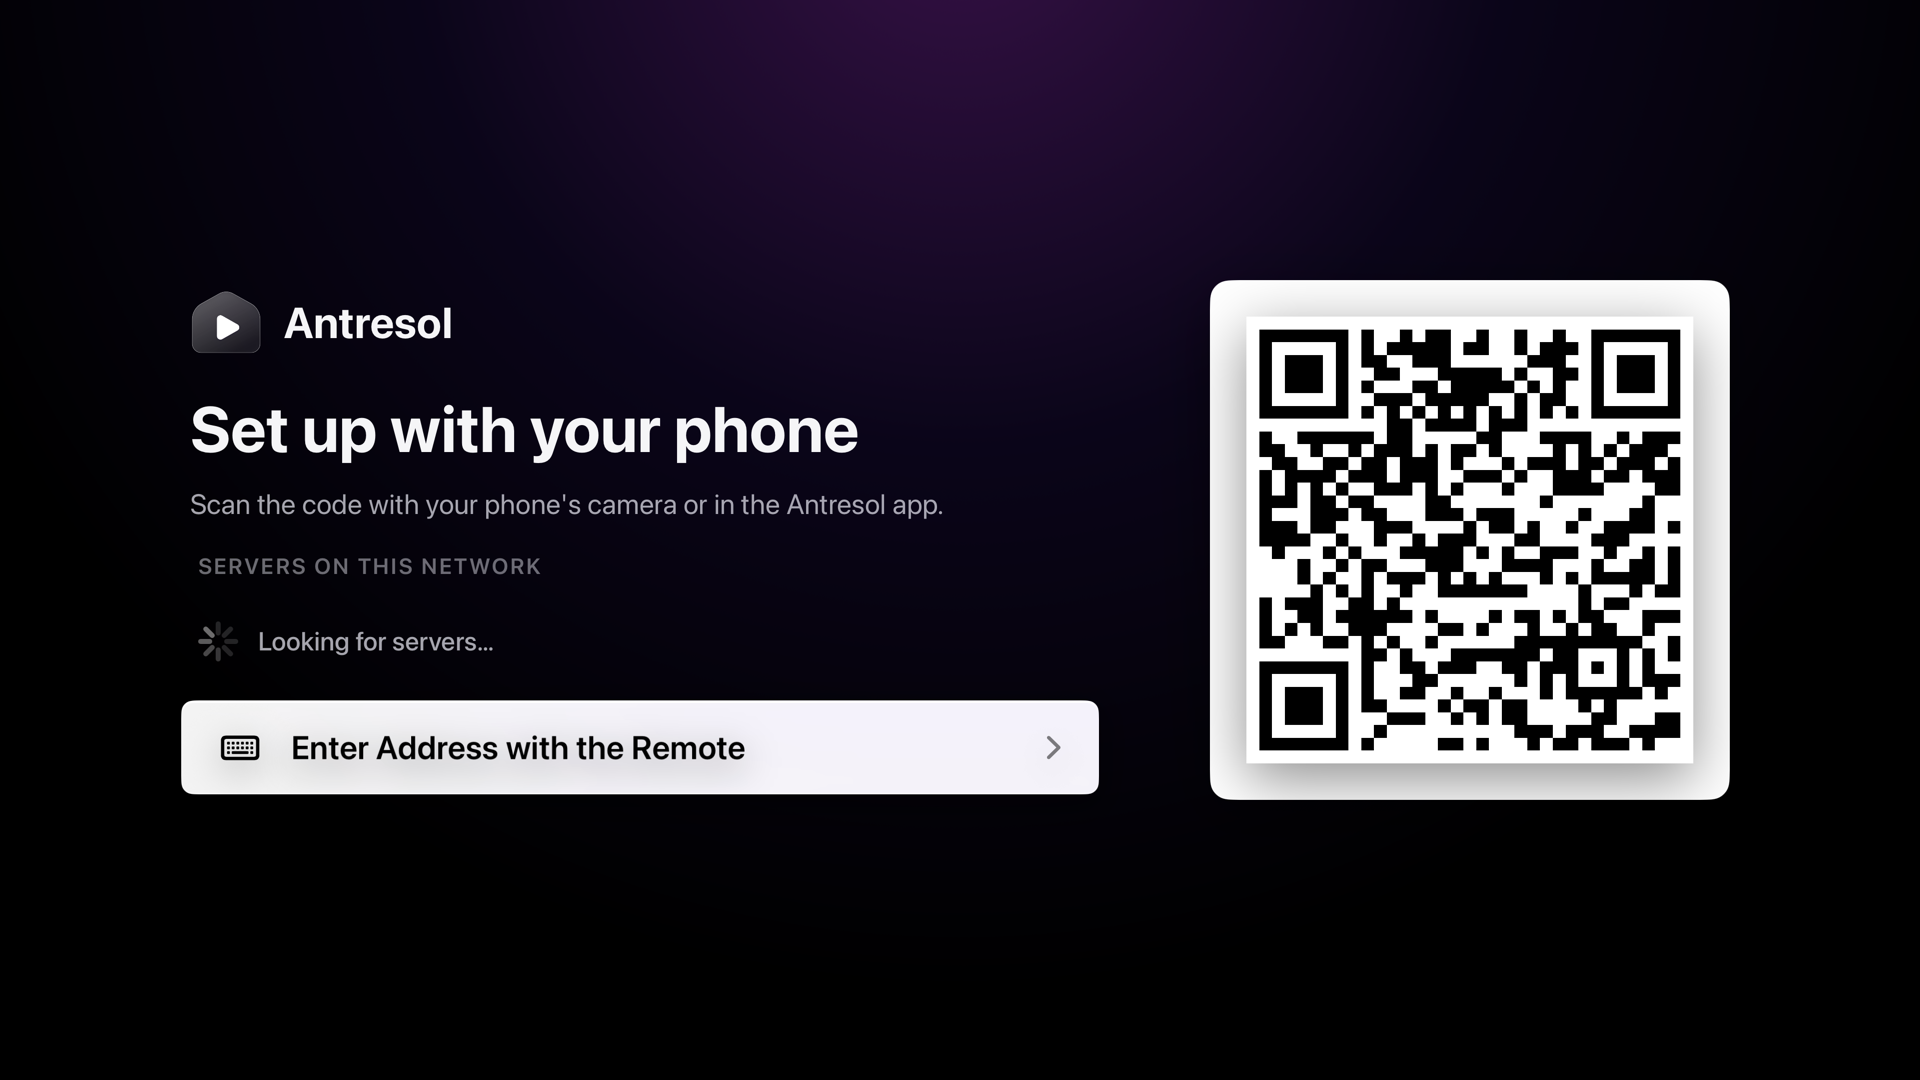 Antresol
Set up with your phone
Scan the code with your phone's camera or in the Antresol app.
SERVERS ON THIS NETWORK
Looking for servers...
Enter Address with the Remote